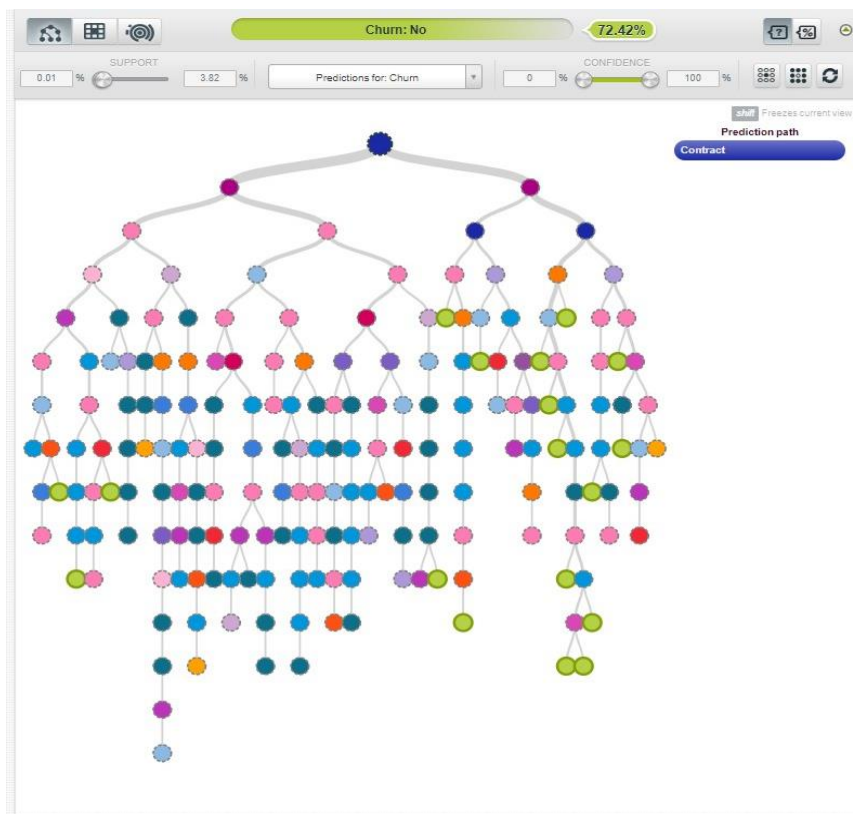 Churn: No
72.42%
?
%
SUPPORT
CONFIDENCE
0.01 %
3.82 %
Predictions for: Churn
0 %
100 %
shift Freezes current view
Prediction path
Contract